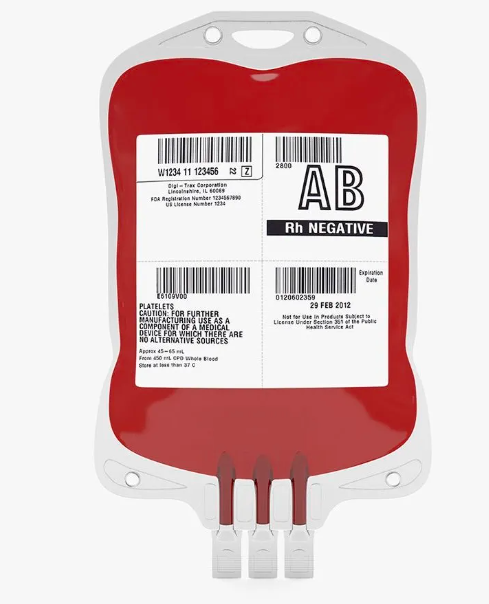 W1234 11 123456 Z
Digi-Trax Corporation
Lincolnshire, IL 60069
FDA Registration Number 1234567890
US License Number 1234
2800
AB
Rh NEGATIVE
E0109V00
PLATELETS
CAUTION: FOR FURTHER
MANUFACTURING USE AS A
COMPONENT OF A MEDICAL
DEVICE FOR WHICH THERE ARE
NO ALTERNATIVE SOURCES
Approx 45-65 mL
From 450 mL CPD Whole Blood
Store at less than 37 C
Expiration
Date
0120602359
29 FEB 2012
Not for Use in Products Subject to
License Under Section 351 of the Public
Health Service Act